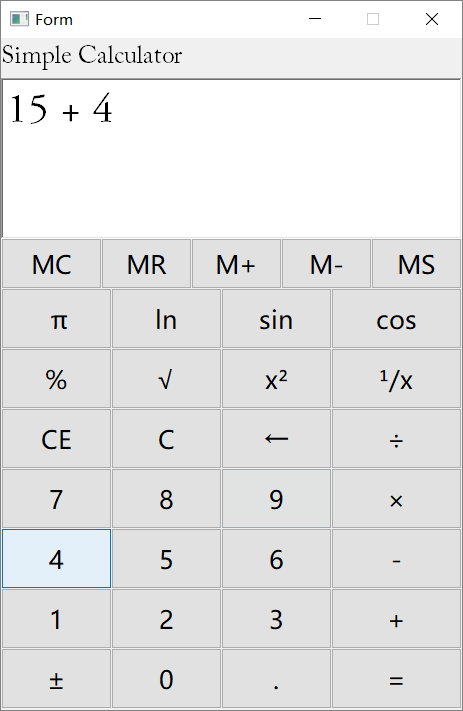 Form
Simple Calculator
15 + 4
MC MR M+ M- MS
π ln sin cos
% √ x² ¹/x
CE C ← ÷
7 8 9 ×
4 5 6 -
1 2 3 +
± 0 . =